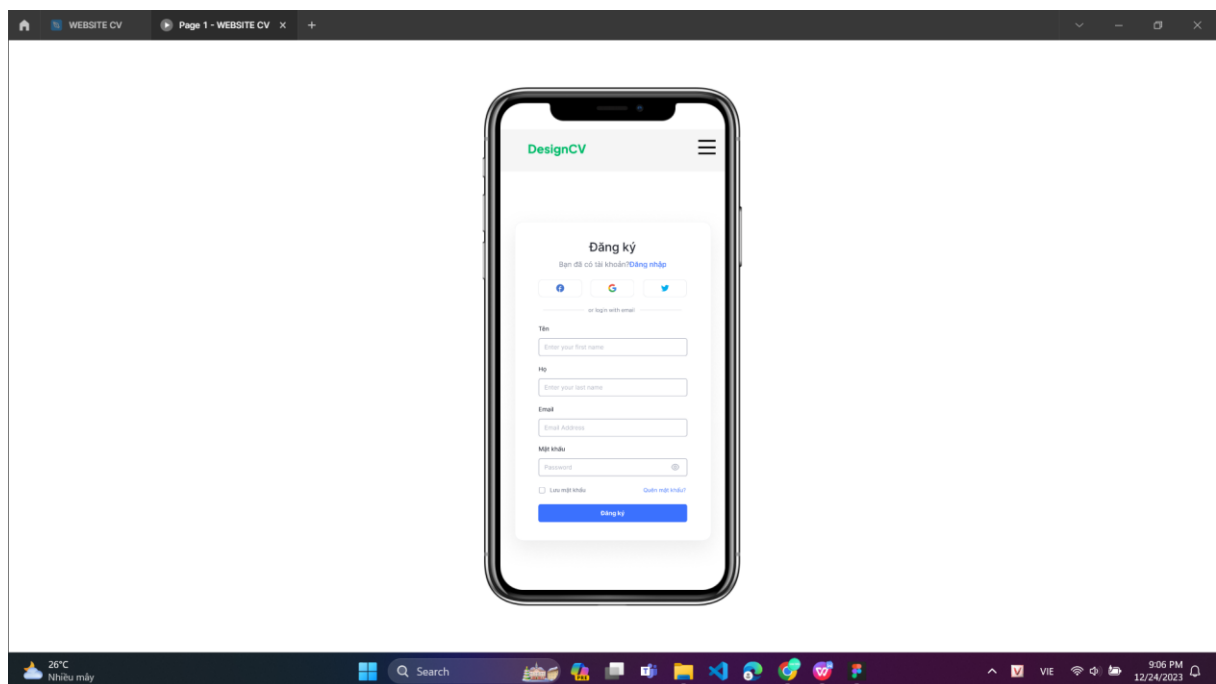 WEBSITE CV
Page 1 - WEBSITE CV
DesignCV
Đăng ký
Bạn đã có tài khoản?Đăng nhập
or login with email
Tên
Enter your first name
Họ
Enter your last name
Email
Email Address
Mật khẩu
Password
Lưu mật khẩu
Quên mật khẩu?
Đăng ký
26°C
Nhiều mây
Search
VIE
9:06 PM
12/24/2023